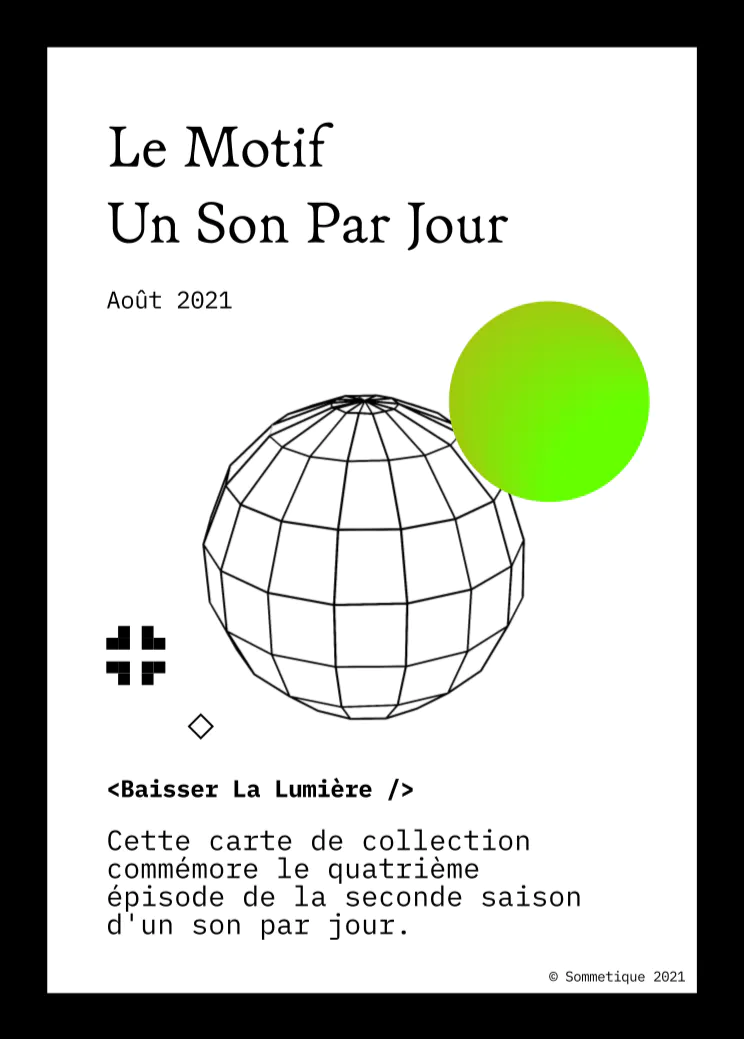 Le Motif
Un Son Par Jour
Août 2021
<Baisser La Lumière />
Cette carte de collection
commémore le quatrième
épisode de la seconde saison
d'un son par jour.
© Sommetique 2021